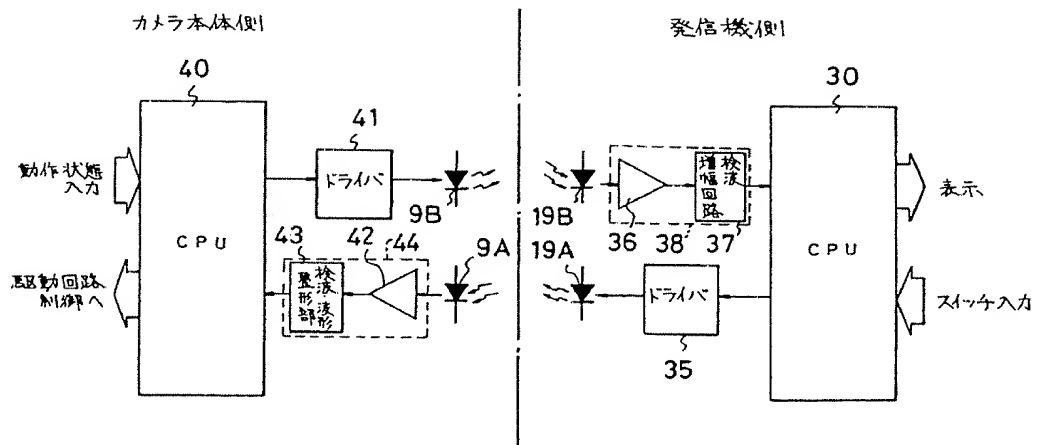 カメラ本体側
発信機側
40
41
30
動作状態
入力
ドライバ
9B
19B
36
38
37
検波
増幅回路
表示
CPU
CPU
43
42
44
9A
19A
検波、波形
整形部
駆動回路
制御へ
ドライバ
35
スイッチ入力